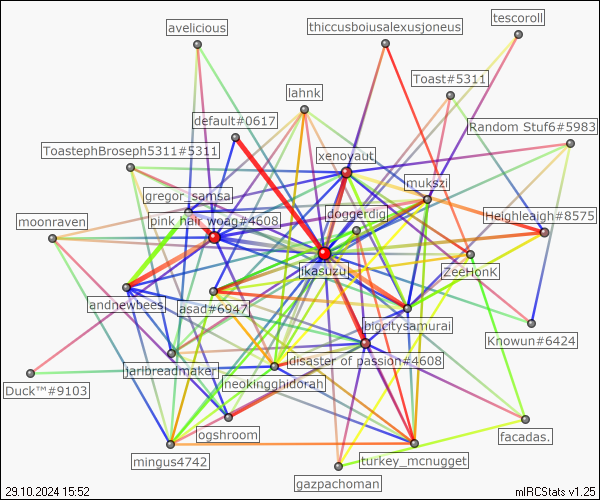 tescoroll
avelicious
thiccusboiusalexusjoneus
Toast#5311
lahnk
default#0617
Random Stuf6#5983
ToastephBroseph5311#5311
xenovaut
mukszi
gregor_samsa
doggerdig
Heighleaigh#8575
moonraven
pink hair woag#4608
ikasuzu
ZeeHonK
andnewbees
asad#6947
bigcitysamurai
Knowun#6424
disaster of passion#4608
jarlbreadmaker
neokingghidorah
Duck™#9103
ogshroom
facadas.
mingus4742
turkey_mcnugget
gazpachoman
29.10.2024 15:52
mIRCStats v1.25